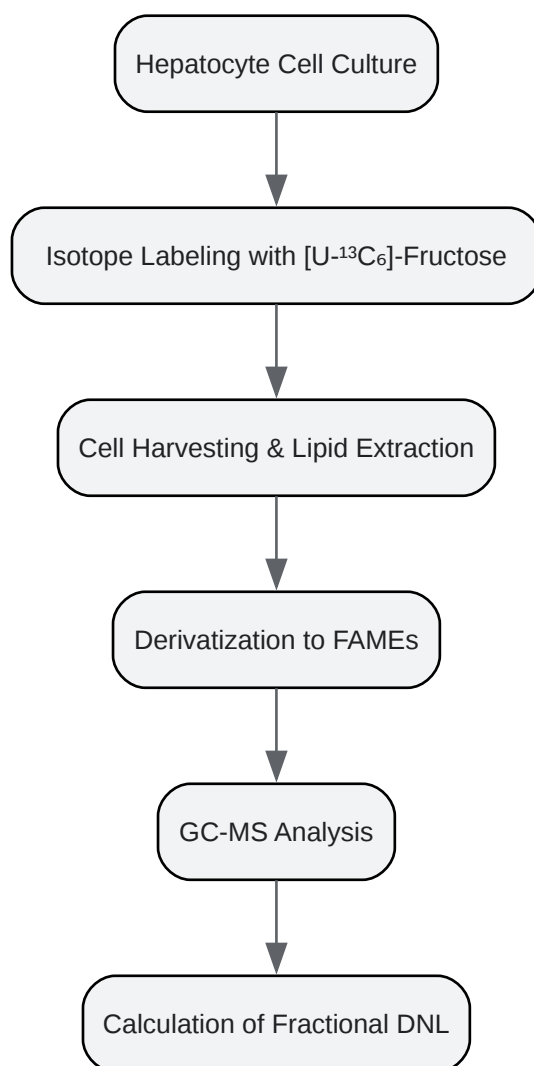 Hepatocyte Cell Culture
Isotope Labeling with [U-¹³C₆]-Fructose
Cell Harvesting & Lipid Extraction
Derivatization to FAMEs
GC-MS Analysis
Calculation of Fractional DNL